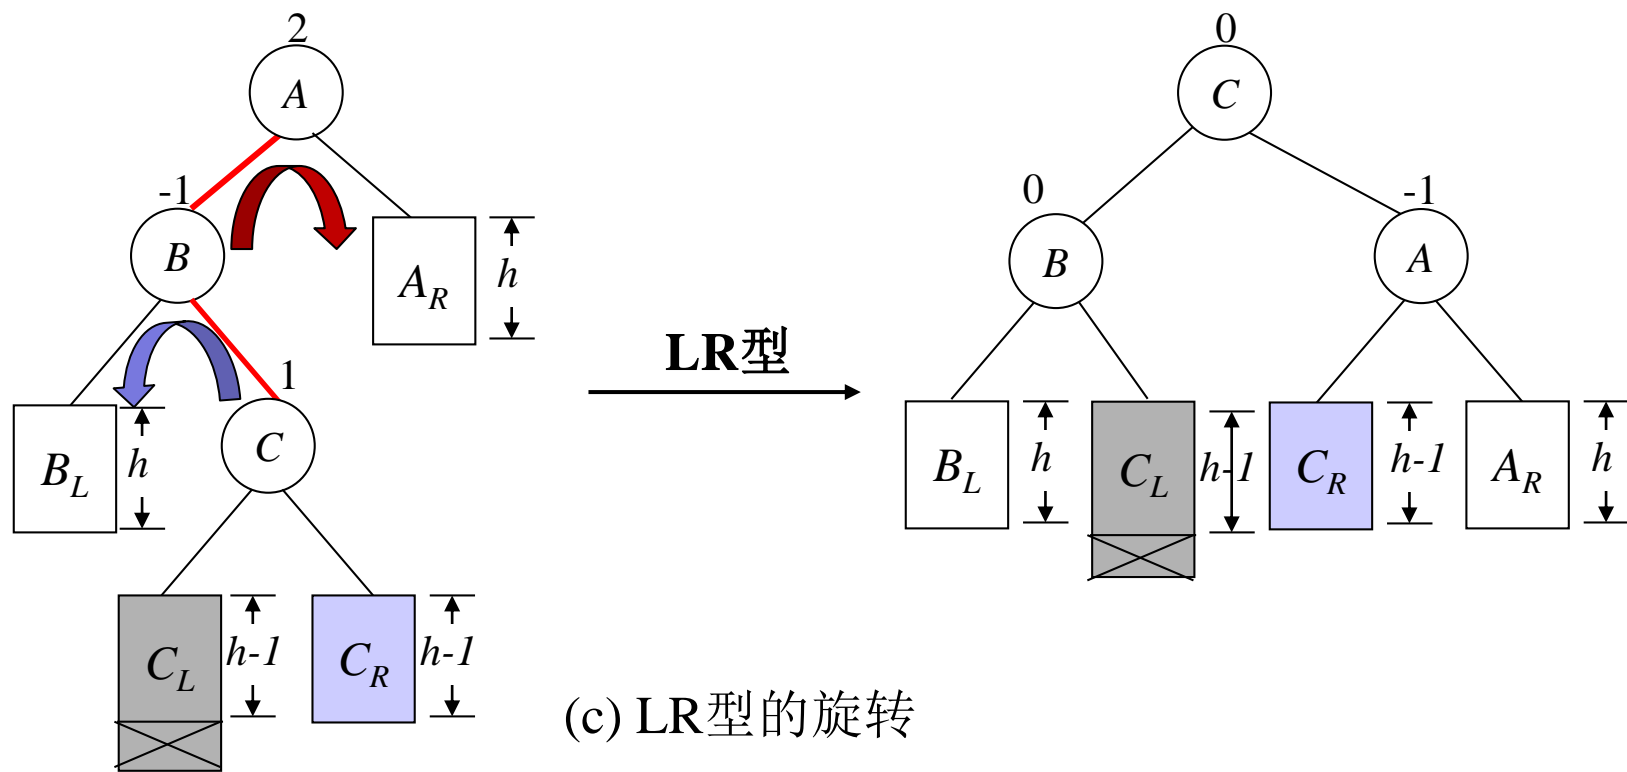 2
0
A
C
-1
0
-1
B
A_R
h
B
A
LR型
1
B_L
h
C
B_L
h
C_L
h-1
C_R
h-1
A_R
h
C_L
h-1
C_R
h-1
(c) LR型的旋转